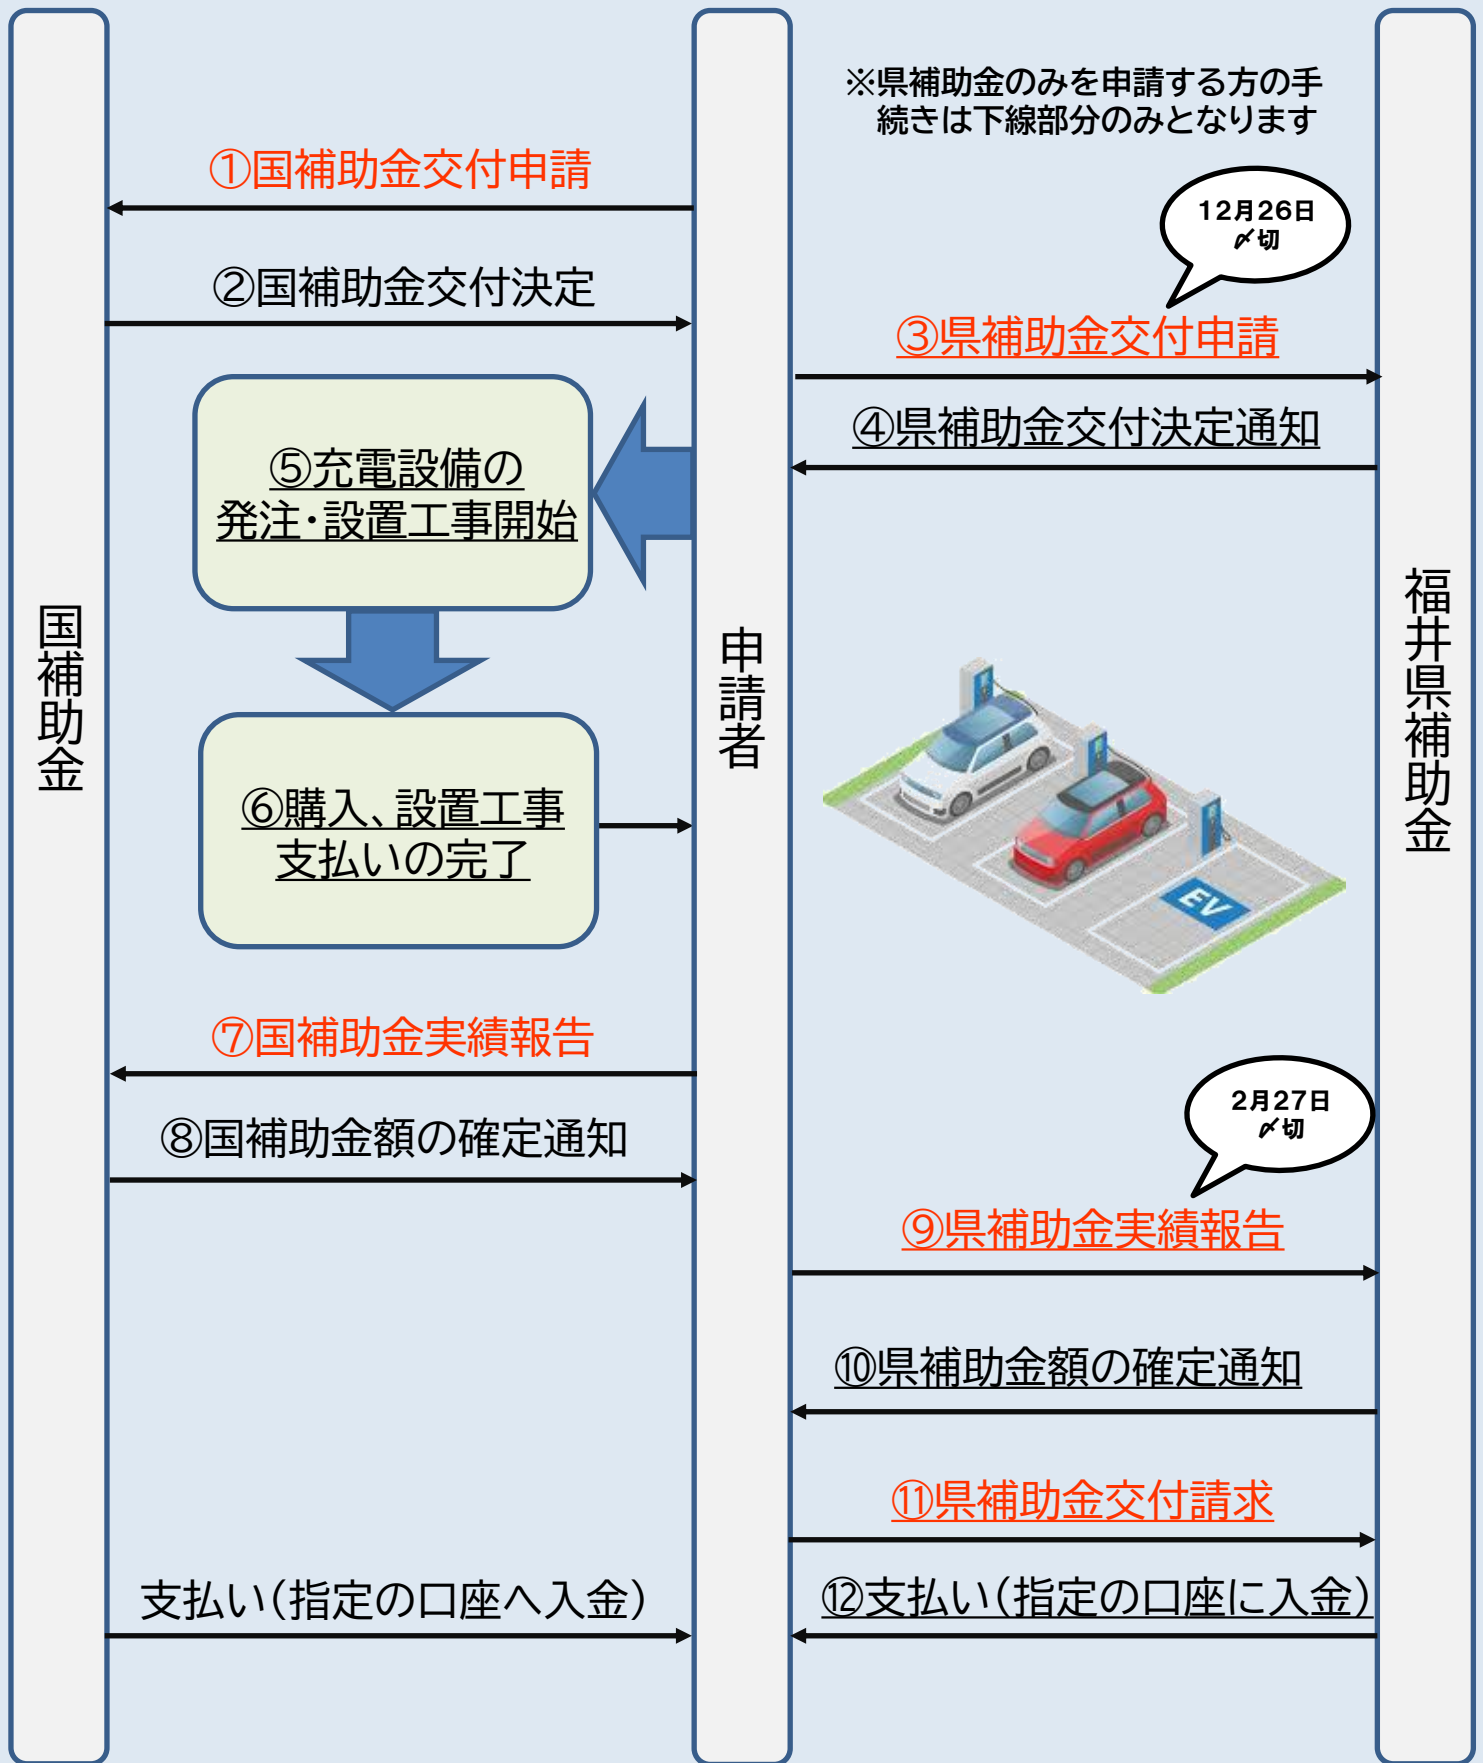 ※県補助金のみを申請する方の手
続きは下線部分のみとなります
①国補助金交付申請
12月26日
〆切
②国補助金交付決定
③県補助金交付申請
④県補助金交付決定通知
⑤充電設備の
発注・設置工事開始
国補助金
申請者
福井県補助金
⑥購入、設置工事
支払いの完了
EV
⑦国補助金実績報告
2月27日
〆切
⑧国補助金額の確定通知
⑨県補助金実績報告
⑩県補助金額の確定通知
⑪県補助金交付請求
支払い（指定の口座へ入金）
⑫支払い（指定の口座に入金）